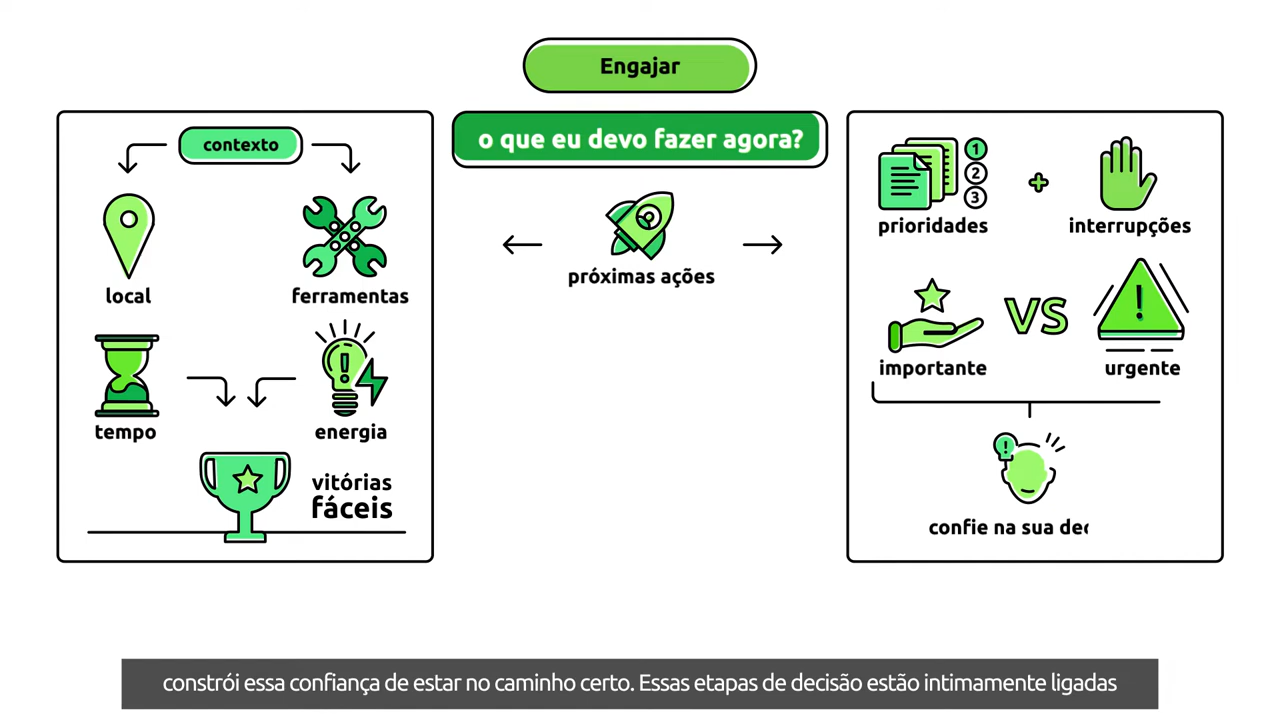 Engajar
contexto
local
ferramentas
tempo
energia
vitórias
fáceis
o que eu devo fazer agora?
próximas ações
1
2
3
prioridades
interrupções
importante
VS
urgente
confie na sua dec
constrói essa confiança de estar no caminho certo. Essas etapas de decisão estão intimamente ligadas